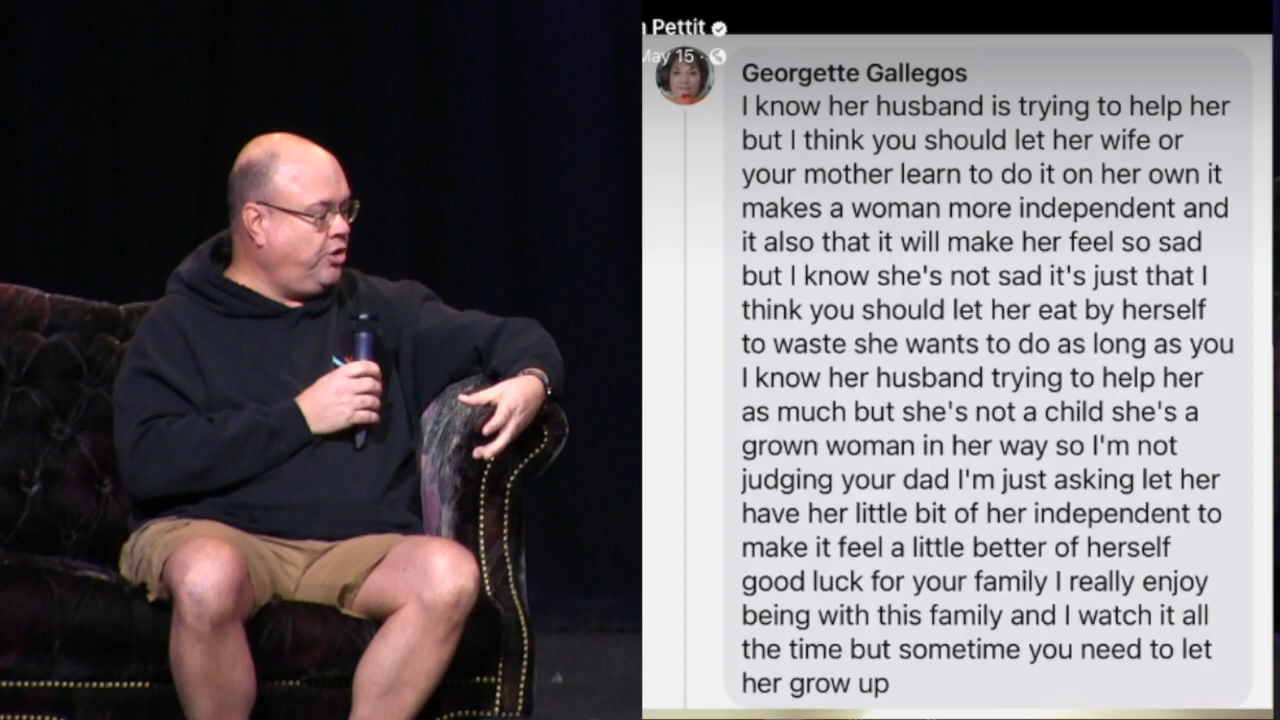 Pettit
May 15 ·
Georgette Gallegos
I know her husband is trying to help her
but I think you should let her wife or
your mother learn to do it on her own it
makes a woman more independent and
it also that it will make her feel so sad
but I know she's not sad it's just that I
think you should let her eat by herself
to waste she wants to do as long as you
I know her husband trying to help her
as much but she's not a child she's a
grown woman in her way so I'm not
judging your dad I'm just asking let her
have her little bit of her independent to
make it feel a little better of herself
good luck for your family I really enjoy
being with this family and I watch it all
the time but sometime you need to let
her grow up